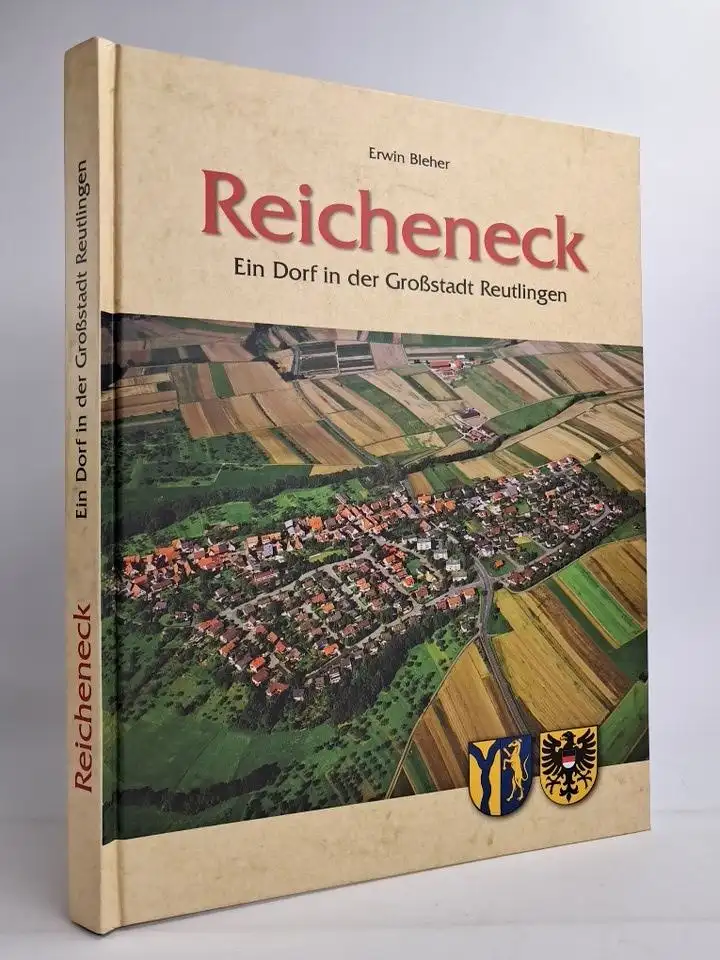 Erwin Bleher
Reicheneck
Ein Dorf in der Großstadt Reutlingen
Reicheneck
Ein Dorf in der Großstadt Reutlingen